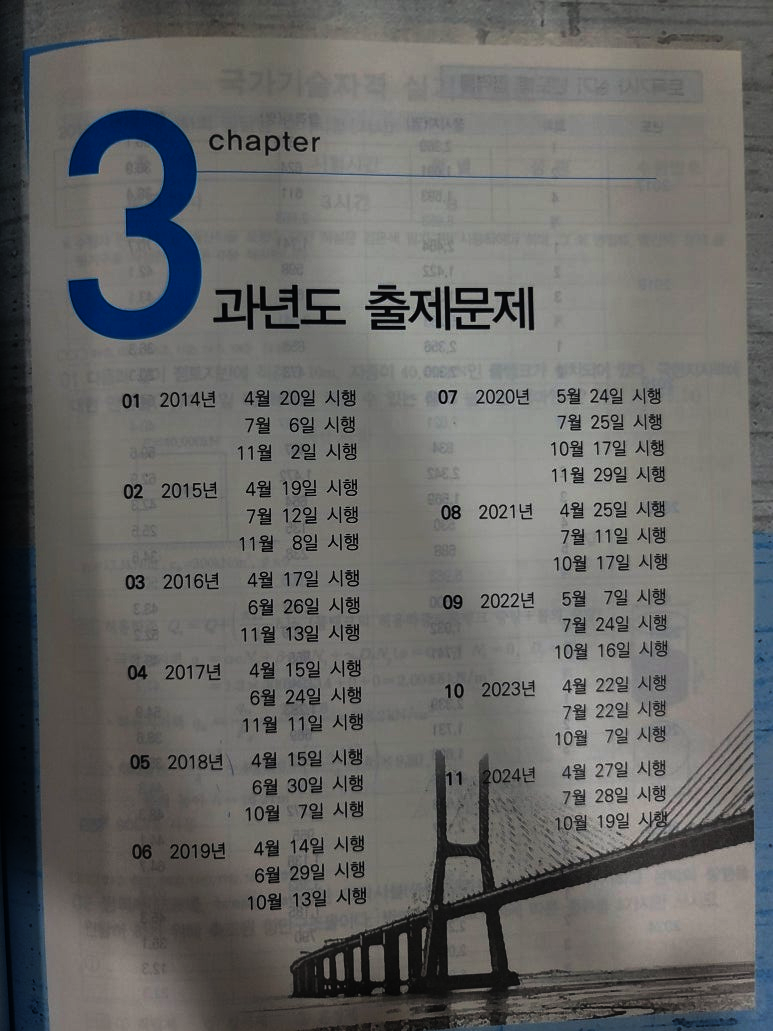 3
chapter
과년도 출제문제
01 2014년 4월 20일 시행
7월 6일 시행
11월 2일 시행
02 2015년 4월 19일 시행
7월 12일 시행
11월 8일 시행
03 2016년 4월 17일 시행
6월 26일 시행
11월 13일 시행
04 2017년 4월 15일 시행
6월 24일 시행
11월 11일 시행
05 2018년 4월 15일 시행
6월 30일 시행
10월 7일 시행
06 2019년 4월 14일 시행
6월 29일 시행
10월 13일 시행
07 2020년 5월 24일 시행
7월 25일 시행
10월 17일 시행
11월 29일 시행
08 2021년 4월 25일 시행
7월 11일 시행
10월 17일 시행
09 2022년 5월 7일 시행
7월 24일 시행
10월 16일 시행
10 2023년 4월 22일 시행
7월 22일 시행
10월 7일 시행
11 2024년 4월 27일 시행
7월 28일 시행
10월 19일 시행